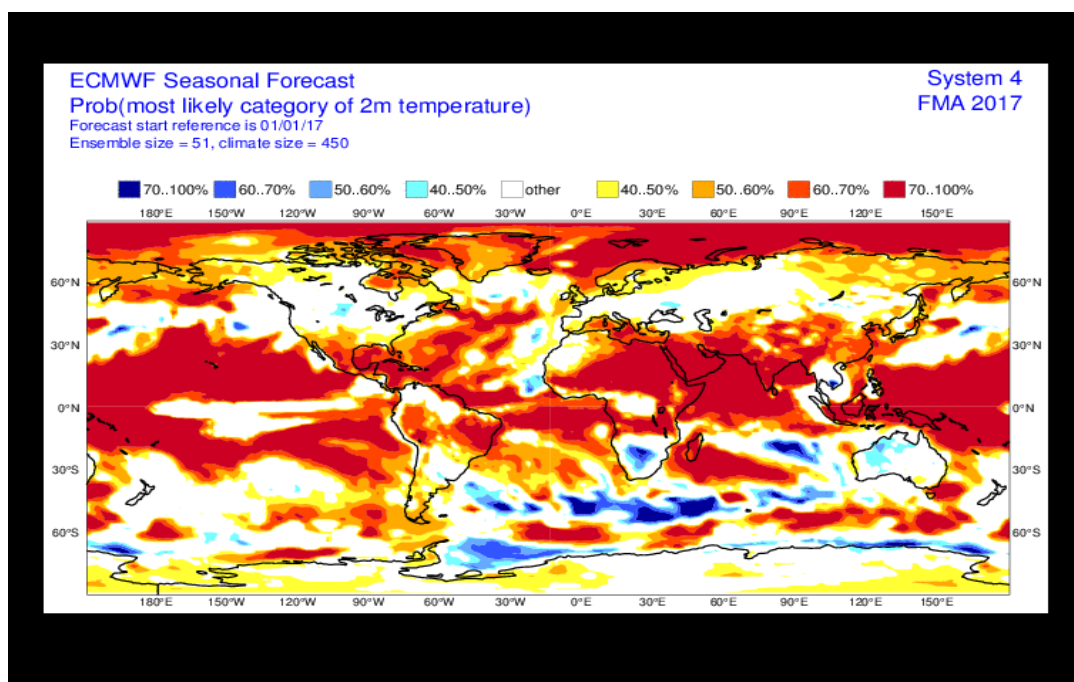 ECMWF Seasonal Forecast
System 4
Prob(most likely category of 2m temperature)
FMA 2017
Forecast start reference is 01/01/17
Ensemble size = 51, climate size = 450
70..100% 60..70% 50..60% 40..50% other 40..50% 50..60% 60..70% 70..100%
180°E 150°W 120°W 90°W 60°W 30°W 0°E 30°E 60°E 90°E 120°E 150°E
60°N 60°N
30°N 30°N
0°N 0°N
30°S 30°S
60°S 60°S
180°E 150°W 120°W 90°W 60°W 30°W 0°E 30°E 60°E 90°E 120°E 150°E